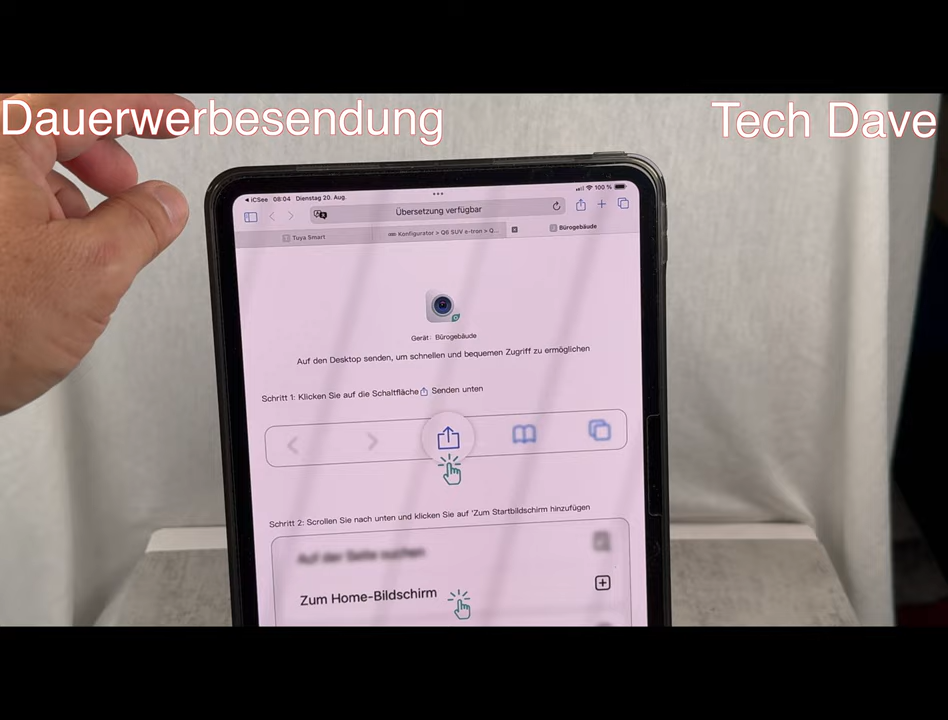 Dauerwerbesendung
Tech Dave
iCSee 08:04 Dienstag 20. Aug.
100 %
Übersetzung verfügbar
Tuya Smart
Konfigurator > Q6 SUV e-tron > Q...
Bürogebäude
Gerät: Bürogebäude
Auf den Desktop senden, um schnellen und bequemen Zugriff zu ermöglichen
Schritt 1: Klicken Sie auf die Schaltfläche Senden unten
Schritt 2: Scrollen Sie nach unten und klicken Sie auf 'Zum Startbildschirm hinzufügen
Auf der Seite suchen
Zum Home-Bildschirm